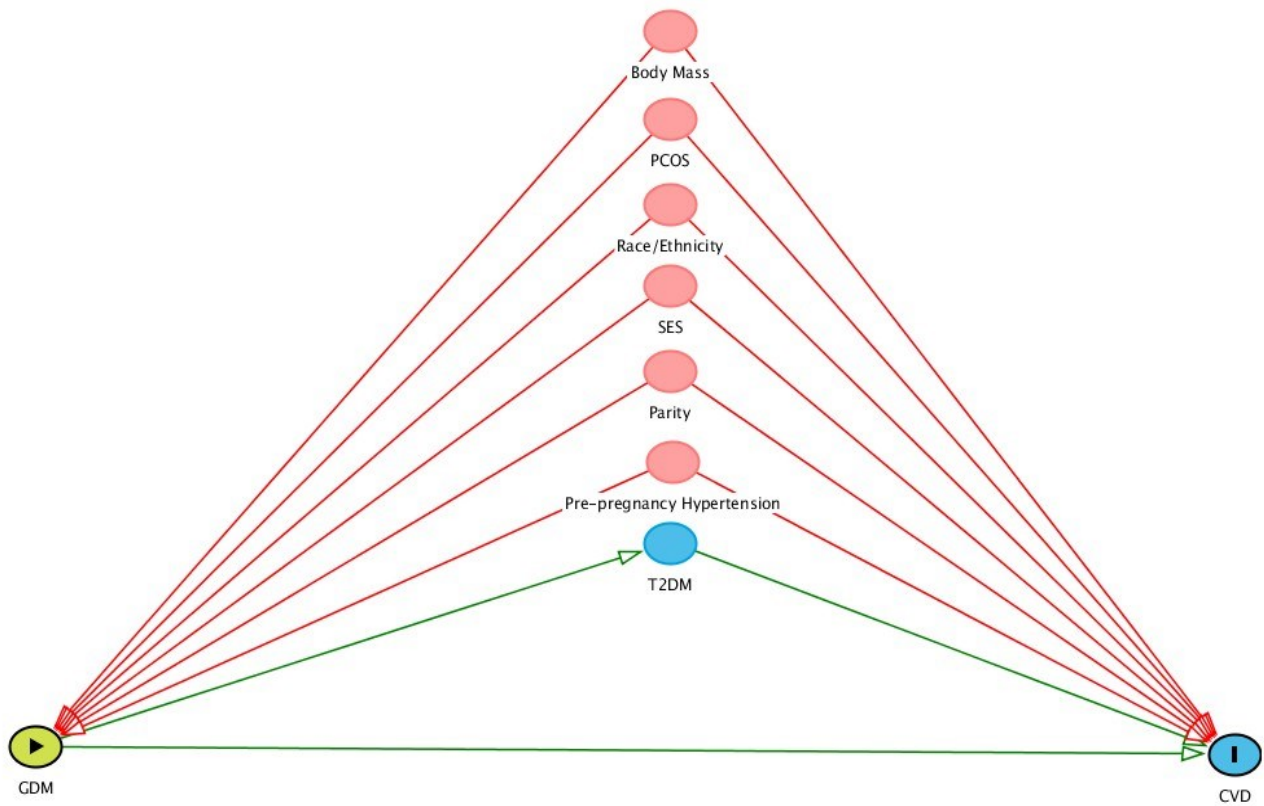 Body Mass
PCOS
Race/Ethnicity
SES
Parity
Pre-pregnancy Hypertension
T2DM
GDM
CVD